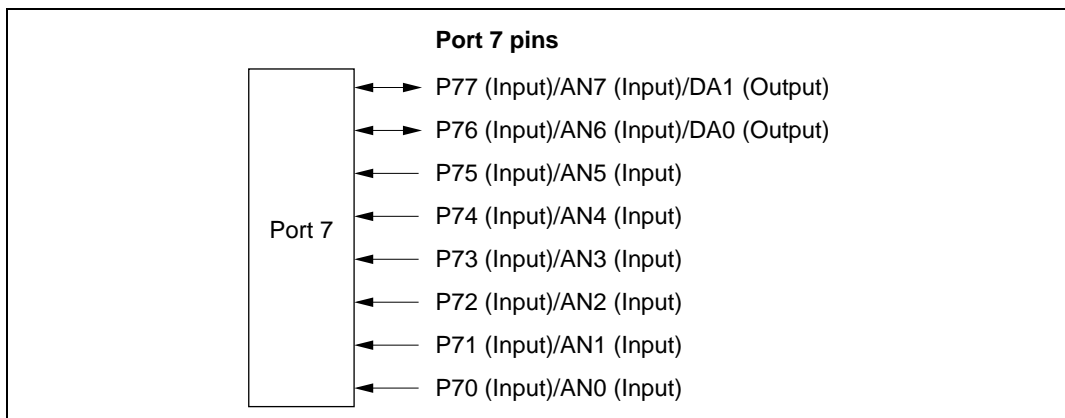 Port 7 pins
P77 (Input)/AN7 (Input)/DA1 (Output)
P76 (Input)/AN6 (Input)/DA0 (Output)
P75 (Input)/AN5 (Input)
P74 (Input)/AN4 (Input)
Port 7
P73 (Input)/AN3 (Input)
P72 (Input)/AN2 (Input)
P71 (Input)/AN1 (Input)
P70 (Input)/AN0 (Input)